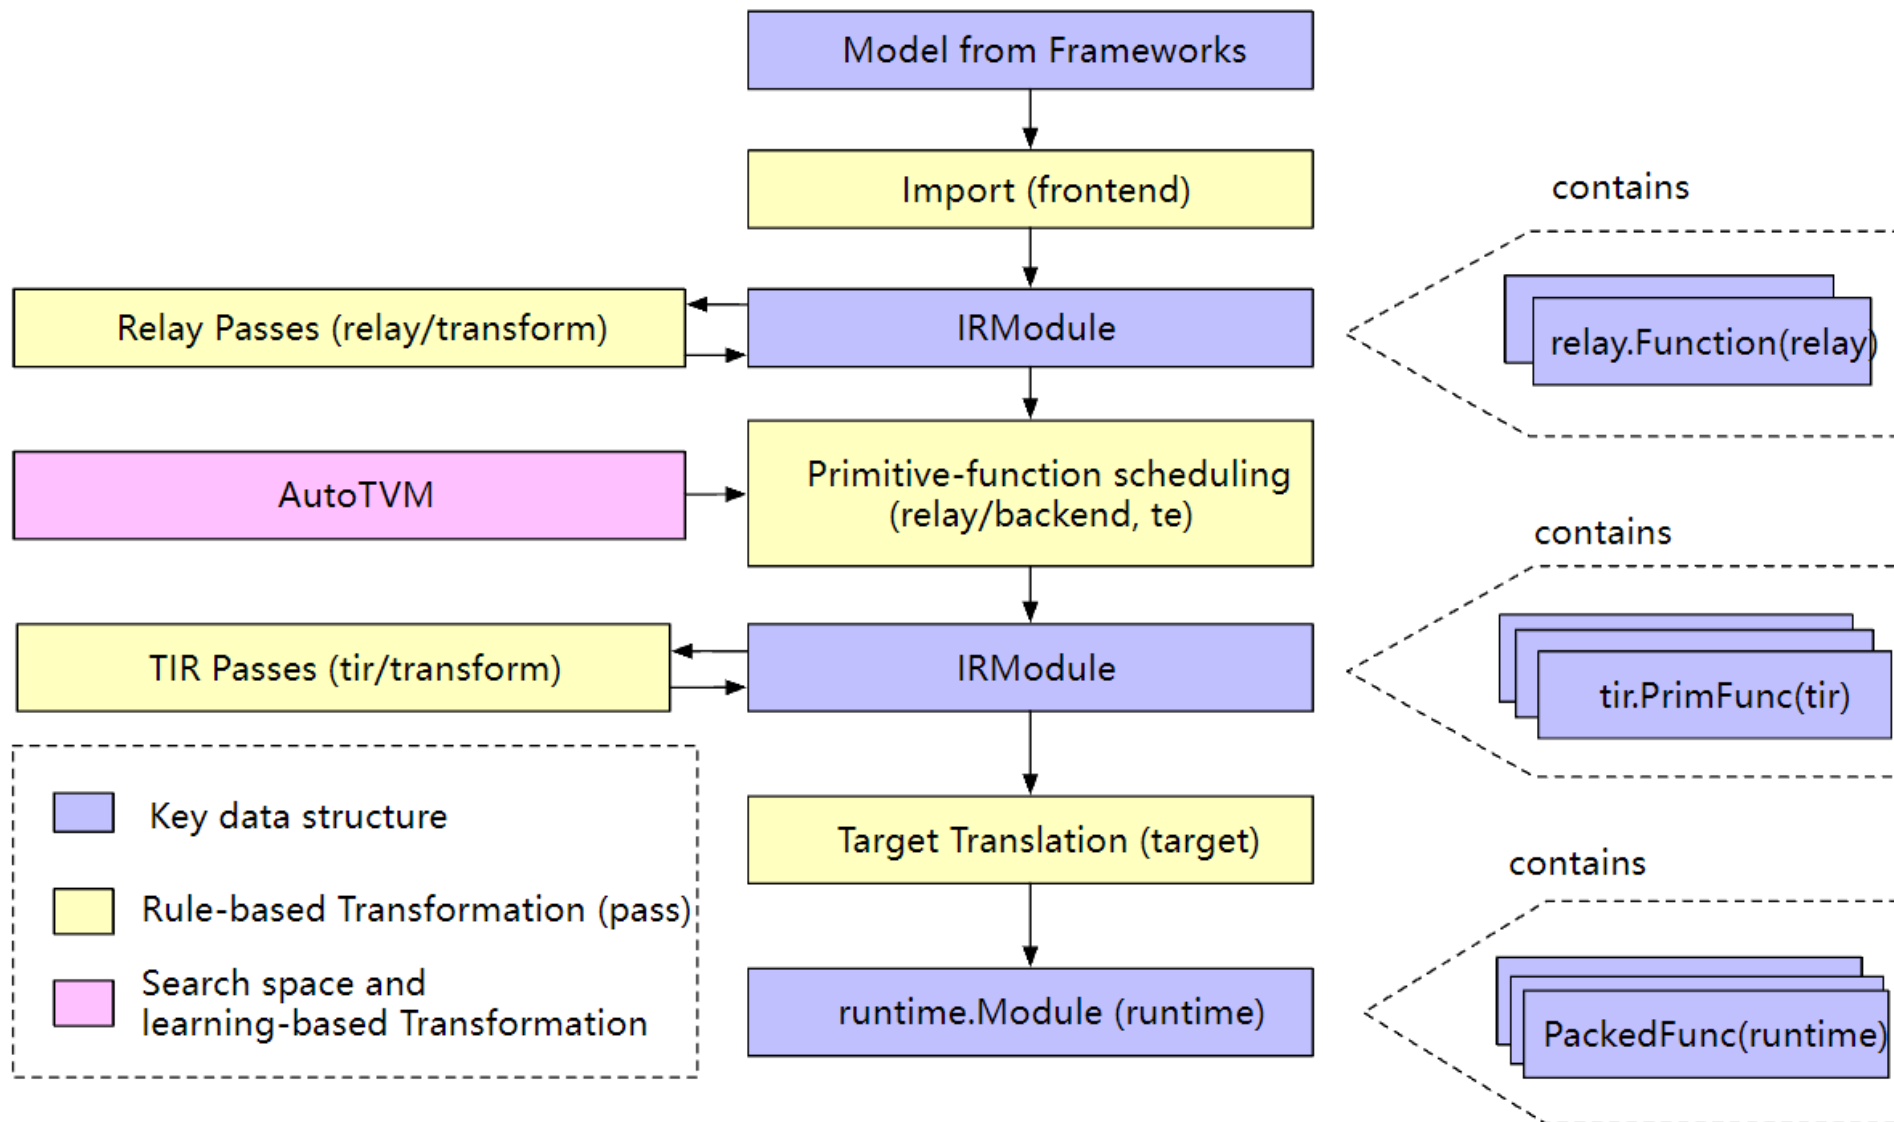 Model from Frameworks
Import (frontend)
contains
Relay Passes (relay/transform)
IRModule
relay.Function(relay)
AutoTVM
Primitive-function scheduling
(relay/backend, te)
contains
TIR Passes (tir/transform)
IRModule
tir.PrimFunc(tir)
Key data structure
Target Translation (target)
contains
Rule-based Transformation (pass)
Search space and
learning-based Transformation
runtime.Module (runtime)
PackedFunc(runtime)